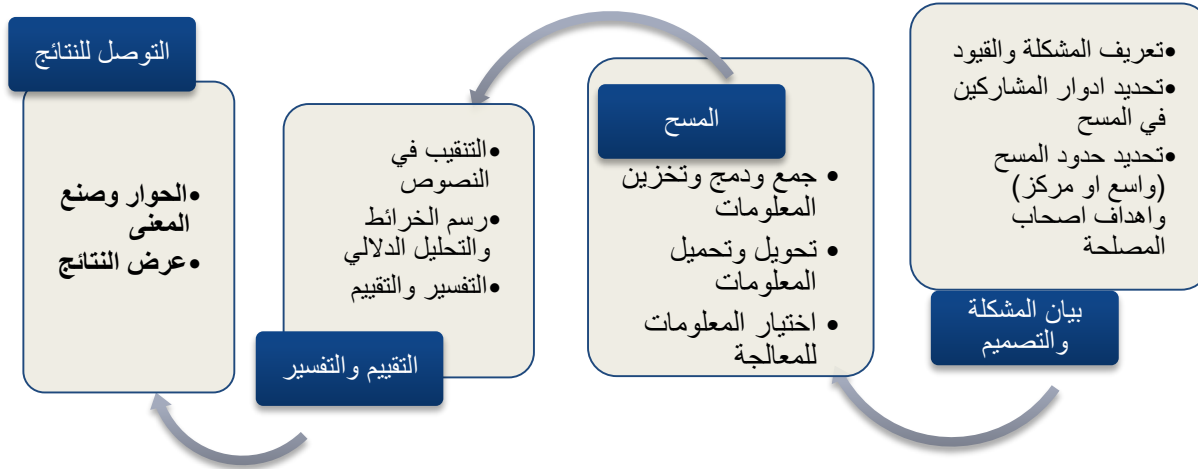 •تعريف المشكلة والقيود
•تحديد ادوار المشاركين
في المسح
•تحديد حدود المسح
(واسع او مركز)
واهداف اصحاب
المصلحة
بيان المشكلة
والتصميم
المسح
• جمع ودمج وتخزين
المعلومات
• تحويل وتحميل
المعلومات
• اختيار المعلومات
للمعالجة
•التنقيب في
النصوص
•رسم الخرائط
والتحليل الدلالي
•التفسير والتقييم
التقييم والتفسير
التوصل للنتائج
•الحوار وصنع
المعنى
•عرض النتائج